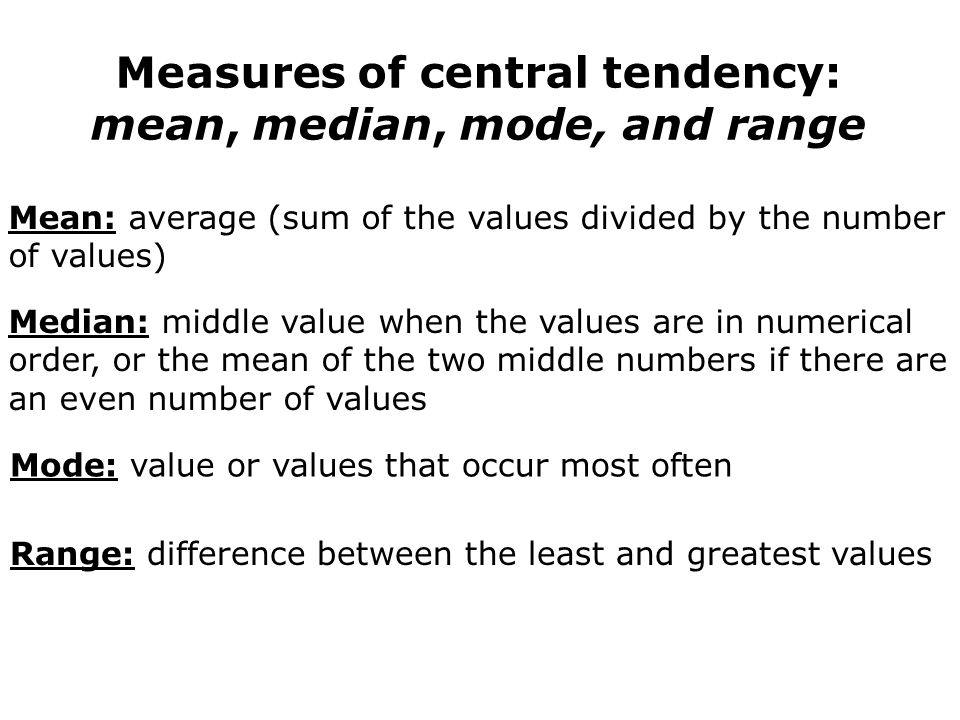 Measures of central tendency:
mean, median, mode, and range
Mean: average (sum of the values divided by the number
of values)
Median: middle value when the values are in numerical
order, or the mean of the two middle numbers if there are
an even number of values
Mode: value or values that occur most often
Range: difference between the least and greatest values